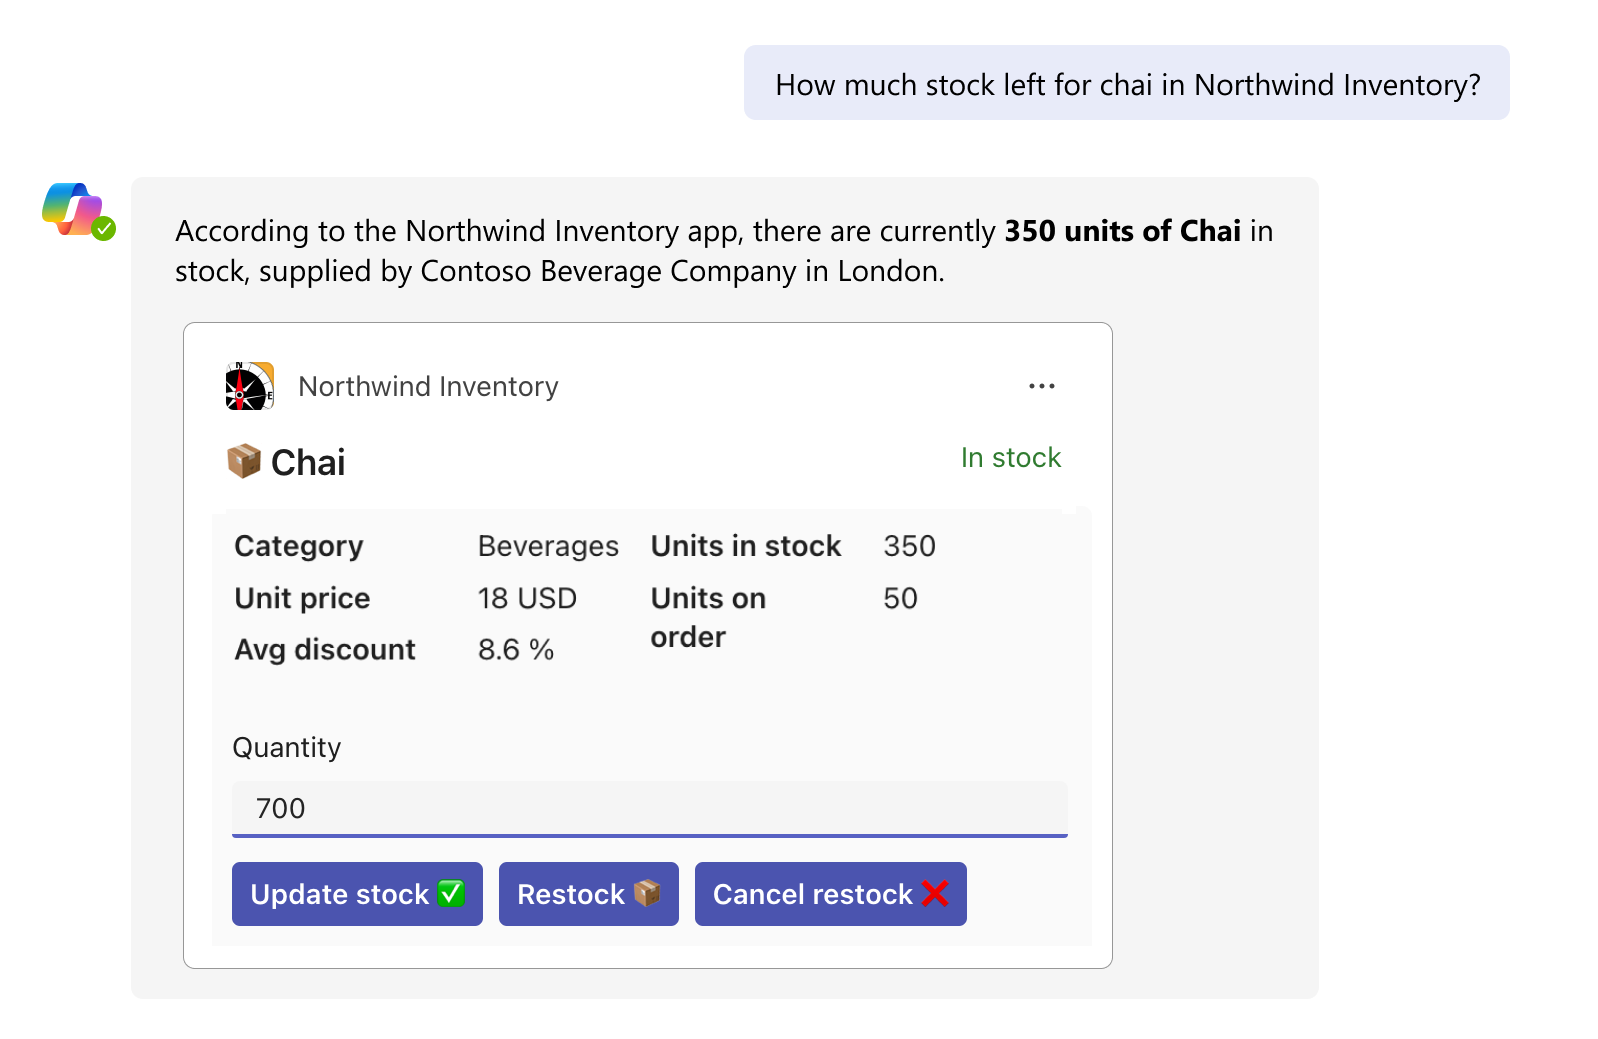 How much stock left for chai in Northwind Inventory?
According to the Northwind Inventory app, there are currently 350 units of Chai in
stock, supplied by Contoso Beverage Company in London.
N
E
Northwind Inventory
Chai
In stock
Category Beverages Units in stock 350
Unit price 18 USD Units on 50
order
Avg discount 8.6 %
Quantity
700
Update stock Restock Cancel restock